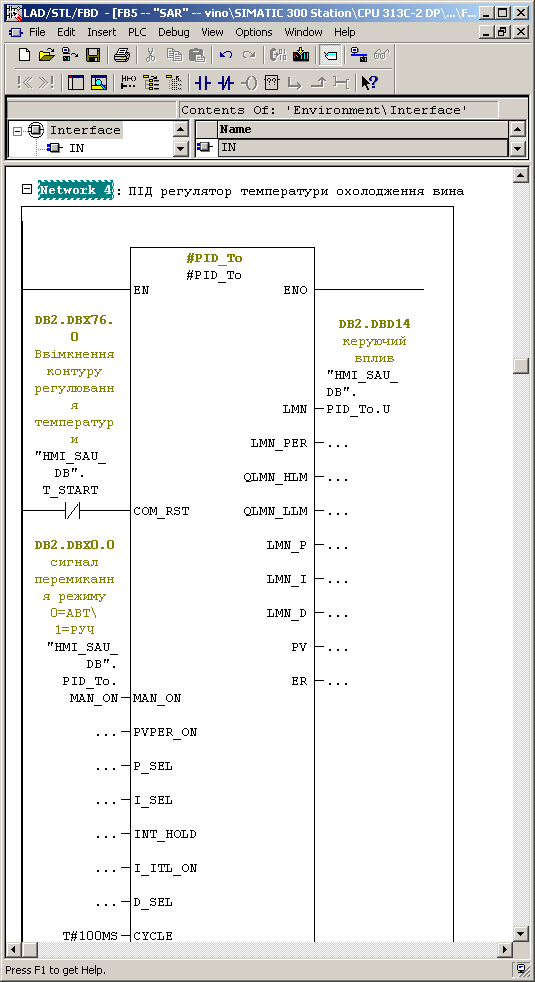 LAD/STL/FBD - [FB5 -- "SAR" -- vino\SIMATIC 300 Station\CPU 313C-2 DP\...\F...
File Edit Insert PLC Debug View Options Window Help
Contents Of: 'Environment\Interface'
Interface
IN
Name
IN
Network 4: ПІД регулятор температури охолодження вина
#PID_To
#PID_To
EN
ENO
DB2.DBX76.
0
Ввімкнення
контуру
регулюванн
я
температур
и
"HMI_SAU_
DB".
T_START
COM_RST
DB2.DBD14
керуючий
вплив
"HMI_SAU_
DB".
LMN
PID_To.U
LMN_PER ...
QLMN_HLM ...
QLMN_LLM ...
LMN_P ...
LMN_I ...
LMN_D ...
PV ...
ER ...
DB2.DBX0.0
сигнал
перемиканн
я режиму
0=АВТ\
1=РУЧ
"HMI_SAU_
DB".
PID_To.
MAN_ON MAN_ON
... PVPER_ON
... P_SEL
... I_SEL
... INT_HOLD
... I_ITL_ON
... D_SEL
T#100MS CYCLE
Press F1 to get Help.